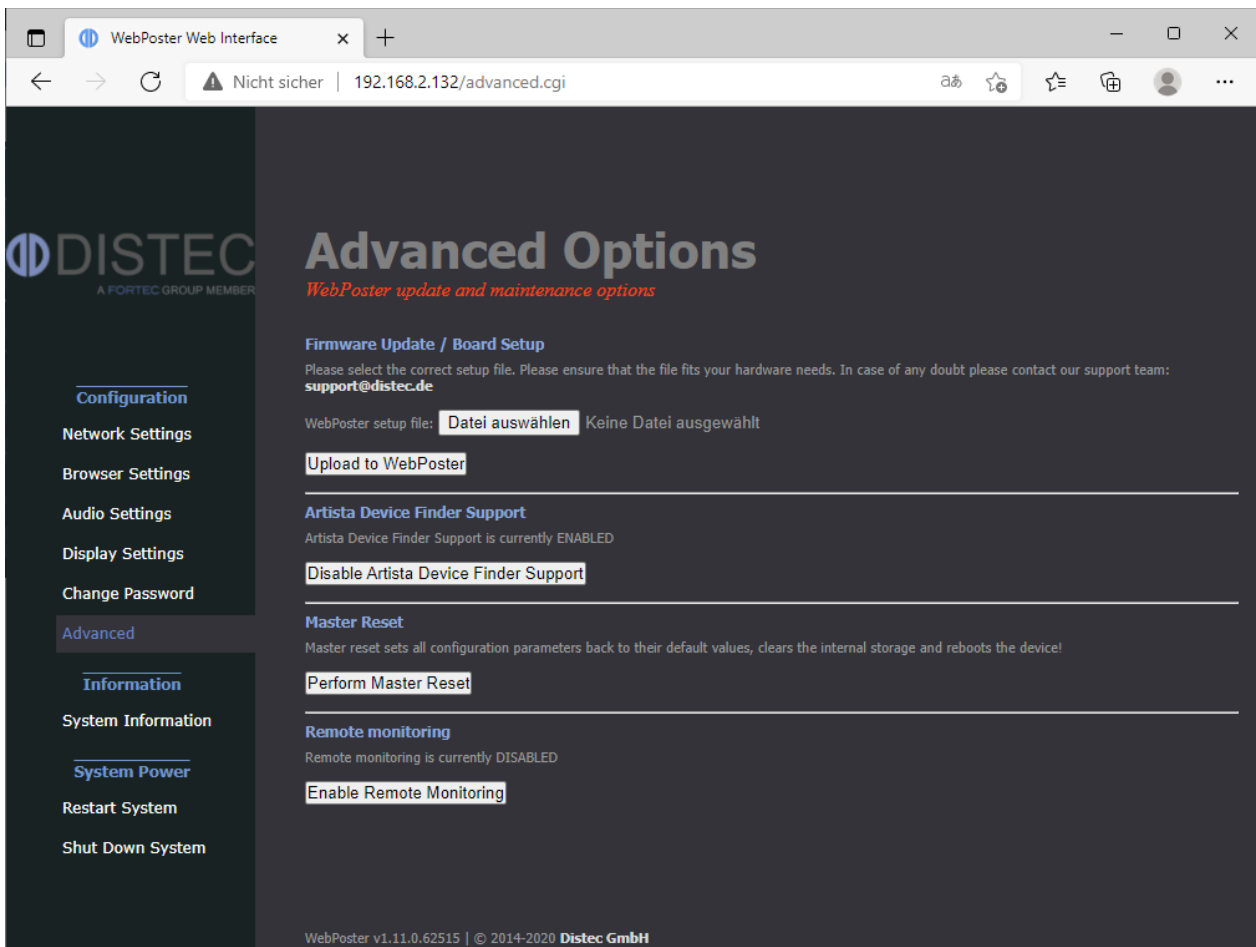 WebPoster Web Interface
Nicht sicher | 192.168.2.132/advanced.cgi
DISTEC
A FORTEC GROUP MEMBER
Configuration
Network Settings
Browser Settings
Audio Settings
Display Settings
Change Password
Advanced
Information
System Information
System Power
Restart System
Shut Down System
Advanced Options
WebPoster update and maintenance options
Firmware Update / Board Setup
Please select the correct setup file. Please ensure that the file fits your hardware needs. In case of any doubt please contact our support team:
support@distec.de
WebPoster setup file: Datei auswählen Keine Datei ausgewählt
Upload to WebPoster
Artista Device Finder Support
Artista Device Finder Support is currently ENABLED
Disable Artista Device Finder Support
Master Reset
Master reset sets all configuration parameters back to their default values, clears the internal storage and reboots the device!
Perform Master Reset
Remote monitoring
Remote monitoring is currently DISABLED
Enable Remote Monitoring
WebPoster v1.11.0.62515 | © 2014-2020 Distec GmbH